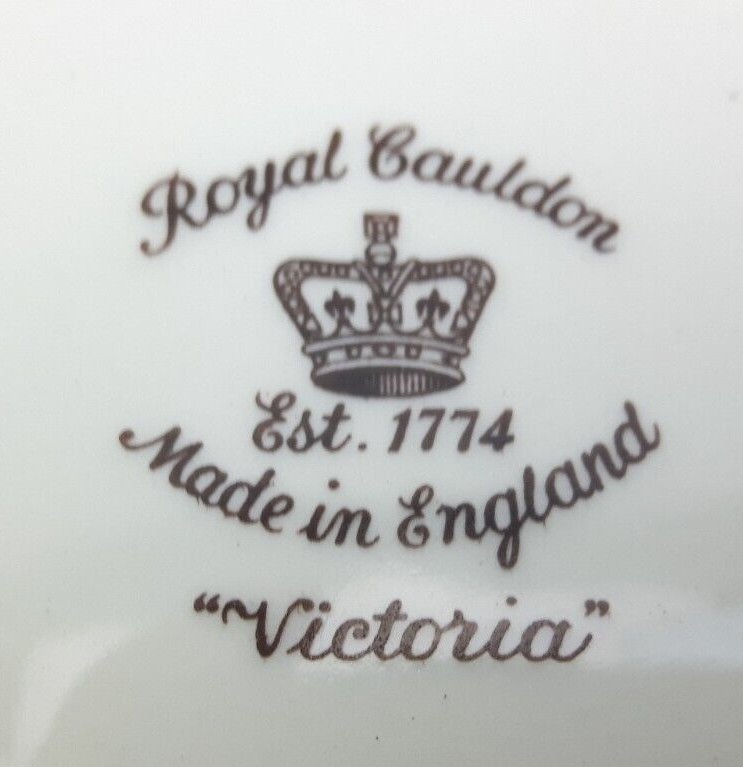 Royal Cauldon
Est. 1774
Made in England
"Victoria"